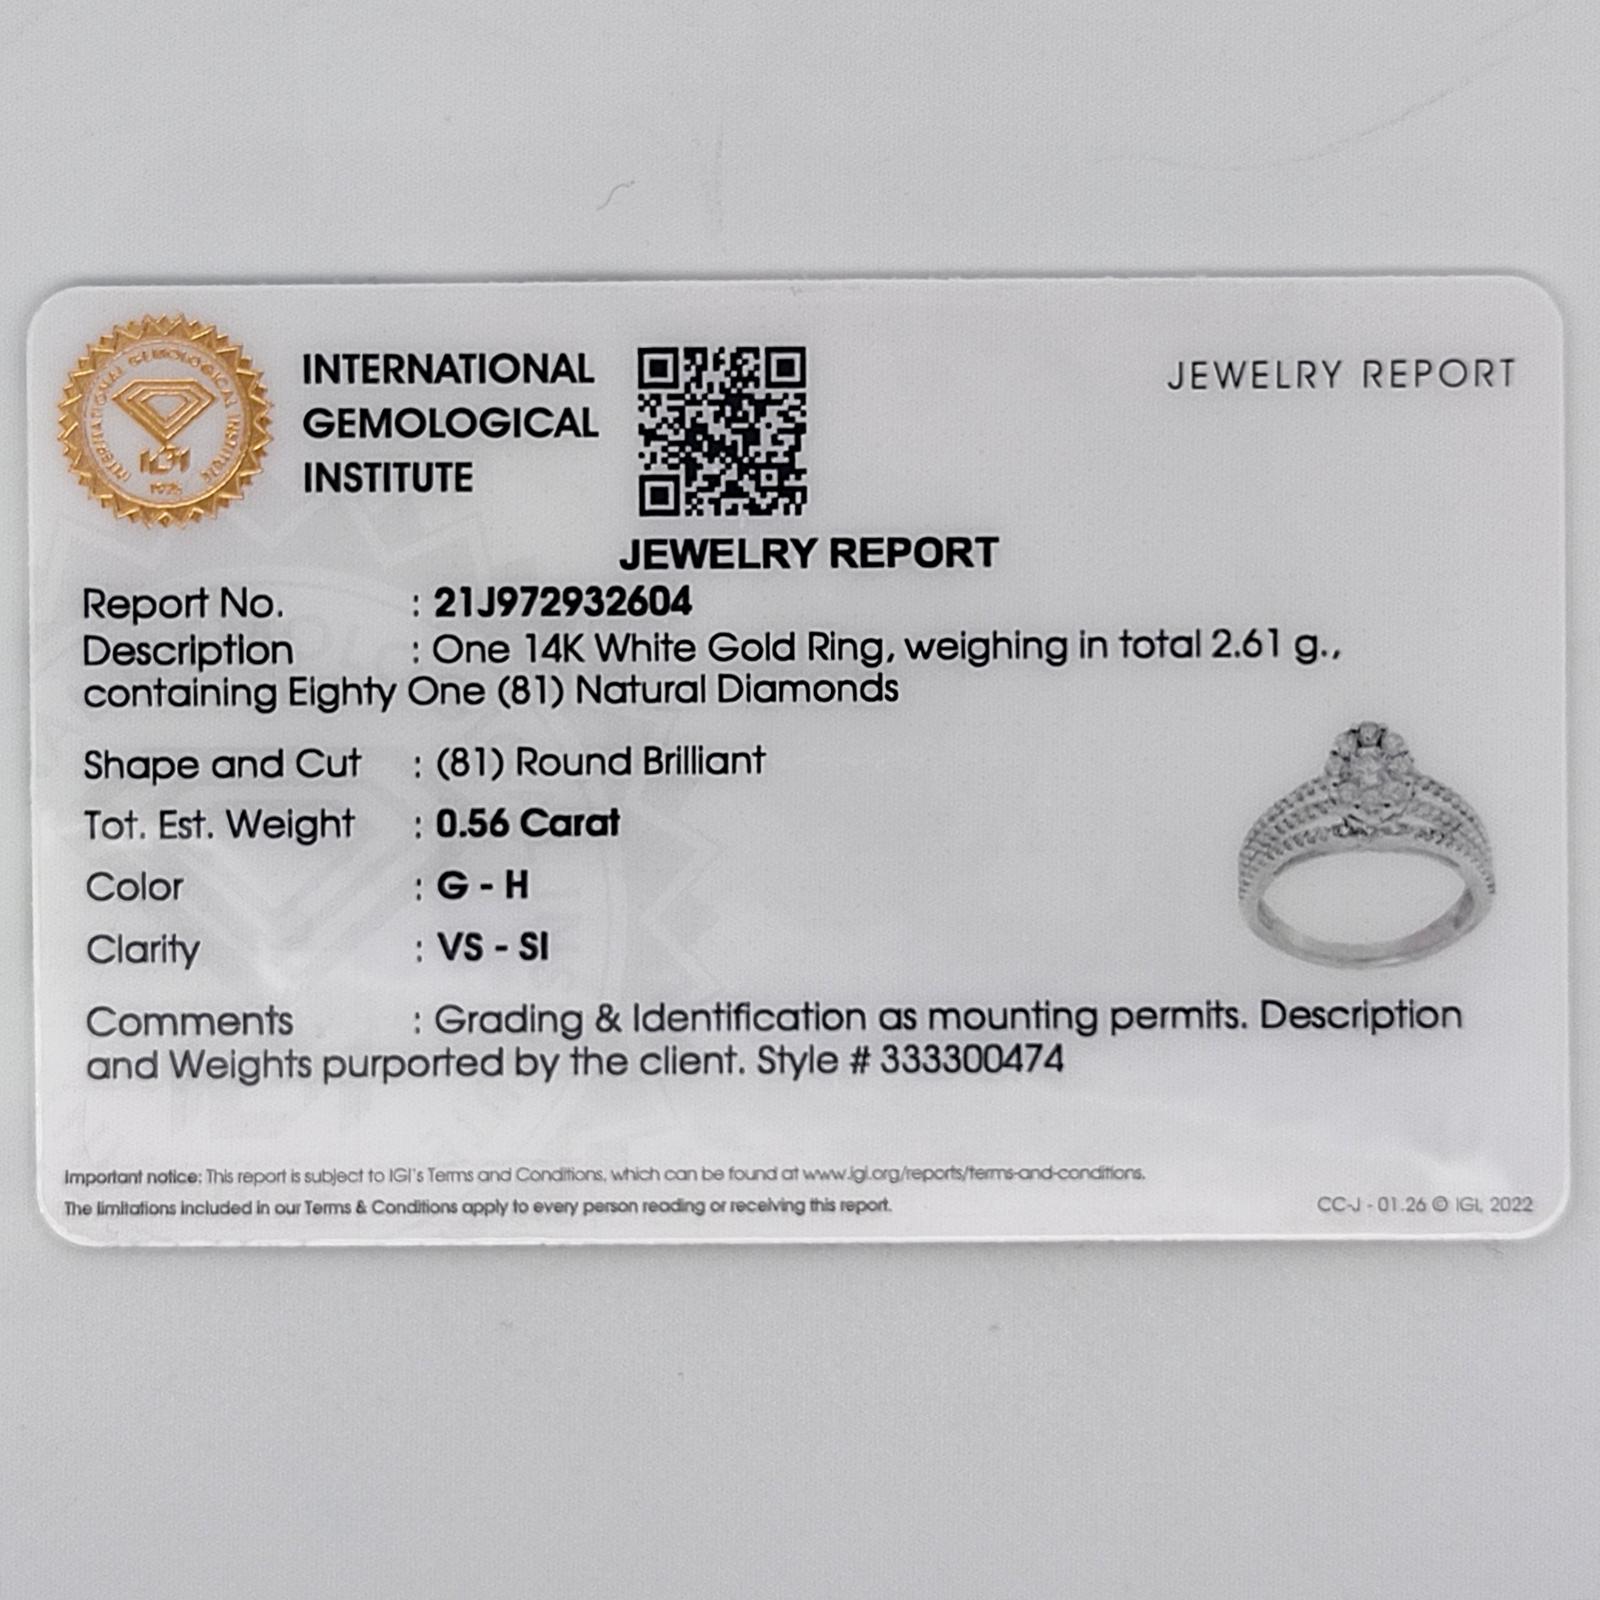 INTERNATIONAL GEMOLOGICAL INSTITUTE
IGI
1975
INTERNATIONAL
GEMOLOGICAL
INSTITUTE
JEWELRY REPORT
JEWELRY REPORT
Report No. : 21J972932604
Description : One 14K White Gold Ring, weighing in total 2.61 g.,
containing Eighty One (81) Natural Diamonds
Shape and Cut : (81) Round Brilliant
Tot. Est. Weight : 0.56 Carat
Color : G - H
Clarity : VS - SI
Comments : Grading & Identification as mounting permits. Description
and Weights purported by the client. Style # 333300474
Important notice: This report is subject to IGI's Terms and Conditions, which can be found at www.igi.org/reports/terms-and-conditions.
The limitations included in our Terms & Conditions apply to every person reading or receiving this report.
CC-J - 01.26 © IGI, 2022